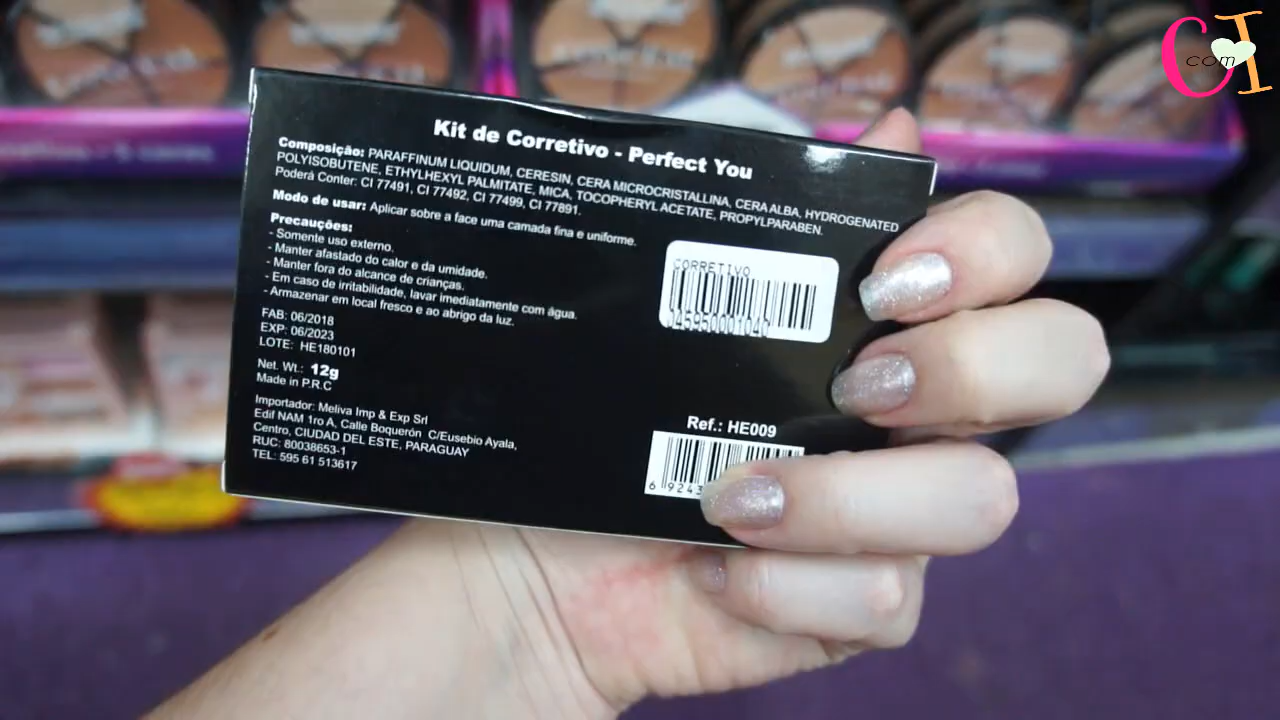 Kit de Corretivo - Perfect You
Composição: PARAFFINUM LIQUIDUM, CERESIN, CERA MICROCRISTALLINA, CERA ALBA, HYDROGENATED
POLYISOBUTENE, ETHYLHEXYL PALMITATE, MICA, TOCOPHERYL ACETATE, PROPYLPARABEN.
Poderá Conter: CI 77491, CI 77492, CI 77499, CI 77891.
Modo de usar: Aplicar sobre a face uma camada fina e uniforme.
Precauções:
- Somente uso externo.
- Manter afastado do calor e da umidade.
- Manter fora do alcance de crianças.
- Em caso de irritabilidade, lavar imediatamente com água.
- Armazenar em local fresco e ao abrigo da luz.
FAB: 06/2018
EXP: 06/2023
LOTE: HE180101
Net. Wt.: 12g
Made in P.R.C
Importador: Meliva Imp & Exp Srl
Edif NAM 1ro A, Calle Boquerón C/Eusebio Ayala,
Centro, CIUDAD DEL ESTE, PARAGUAY
RUC: 80038653-1
TEL: 595 61 513617
CORRETIVO
Ref.: HE009
6 9243
C com I